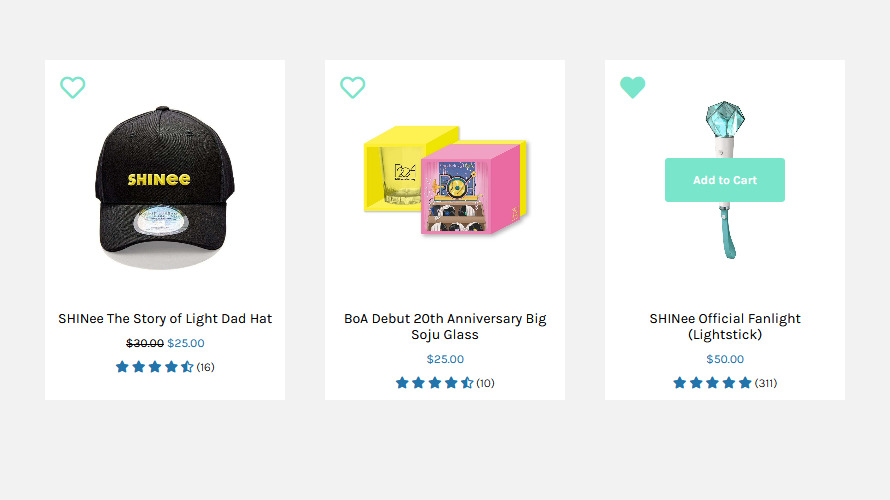 SHINee
Add to Cart
SHINee The Story of Light Dad Hat
$30.00 $25.00
(16)
BoA Debut 20th Anniversary Big
Soju Glass
$25.00
(10)
SHINee Official Fanlight
(Lightstick)
$50.00
(311)